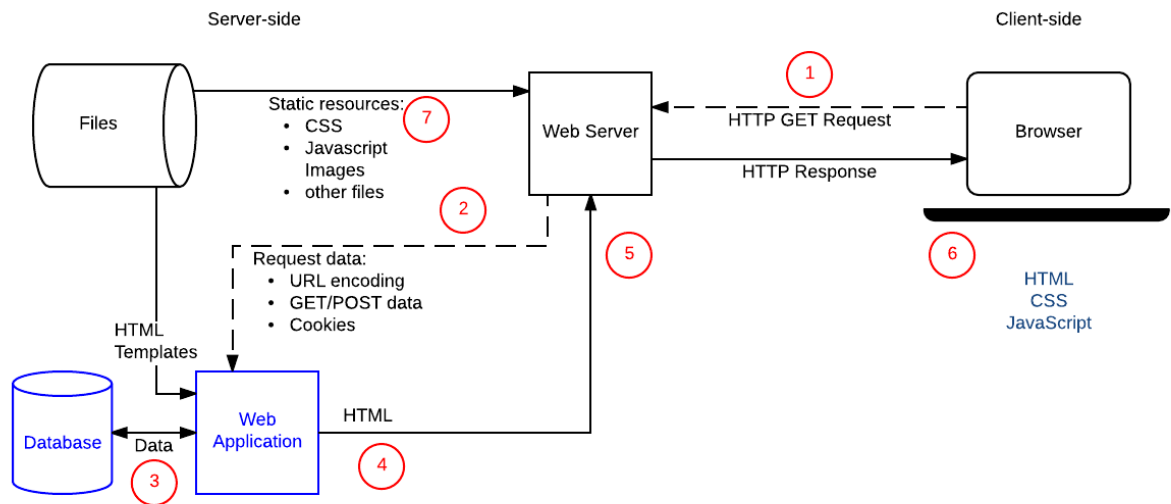 Server-side
Client-side
Files
Static resources:
• CSS
• Javascript
Images
• other files
7
Web Server
1
HTTP GET Request
HTTP Response
Browser
2
Request data:
• URL encoding
• GET/POST data
• Cookies
5
6
HTML
CSS
JavaScript
HTML
Templates
Database
Data
3
Web
Application
HTML
4